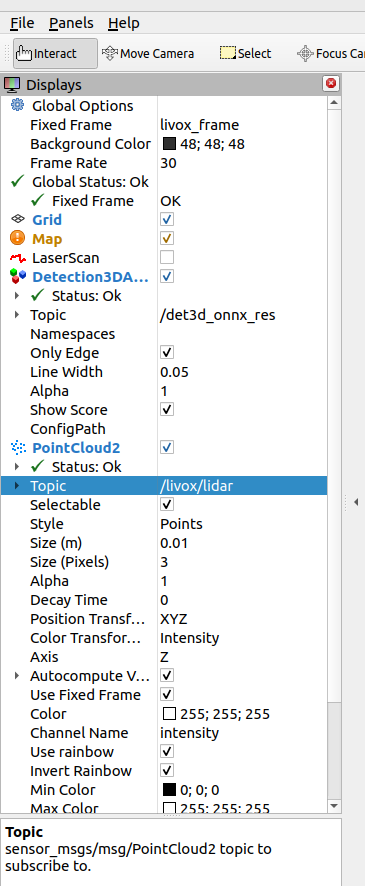 File Panels Help
Interact Move Camera Select Focus Ca
Displays
Global Options
Fixed Frame livox_frame
Background Color 48; 48; 48
Frame Rate 30
Global Status: Ok
Fixed Frame OK
Grid
Map
LaserScan
Detection3DA...
Status: Ok
Topic /det3d_onnx_res
Namespaces
Only Edge
Line Width 0.05
Alpha 1
Show Score
ConfigPath
PointCloud2
Status: Ok
Topic /livox/lidar
Selectable
Style Points
Size (m) 0.01
Size (Pixels) 3
Alpha 1
Decay Time 0
Position Transf... XYZ
Color Transfor... Intensity
Axis Z
Autocompute V...
Use Fixed Frame
Color 255; 255; 255
Channel Name intensity
Use rainbow
Invert Rainbow
Min Color 0; 0; 0
Max Color 255; 255; 255
Topic
sensor_msgs/msg/PointCloud2 topic to
subscribe to.